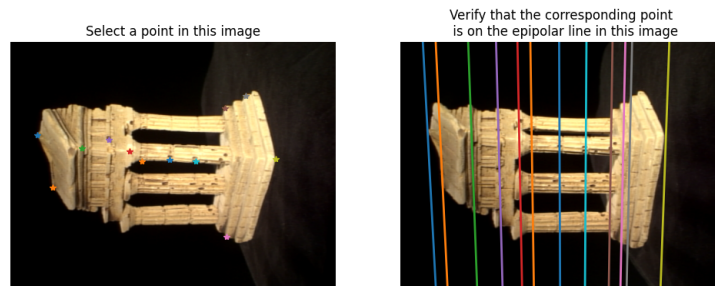 Select a point in this image
Verify that the corresponding point
is on the epipolar line in this image